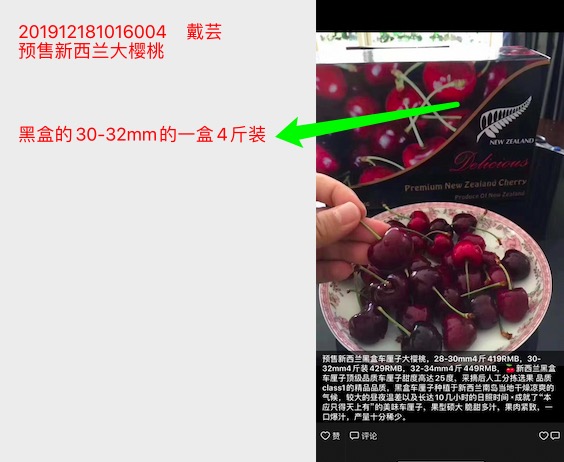 201912181016004 戴芸
预售新西兰大樱桃
黑盒的30-32mm的一盒4斤装
NEW ZEALAND
Delicious
Premium New Zealand Cherry
Product Of New Zealand
预售新西兰黑盒车厘子大樱桃，28-30mm4斤419RMB，30-
32mm4斤装429RMB，32-34mm4斤449RMB，🍒新西兰黑盒
车厘子顶级品质车厘子甜度高达25度，采摘后人工分拣选果 品质
class1的精品品质，黑盒车厘子种植于新西兰南岛当地干燥凉爽的
气候，较大的昼夜温差以及长达10几小时的日照时间，成就了“本
应只得天上有”的美味车厘子，果型硕大 脆甜多汁，果肉紧致，一
口爆汁，产量十分稀少。
赞 评论